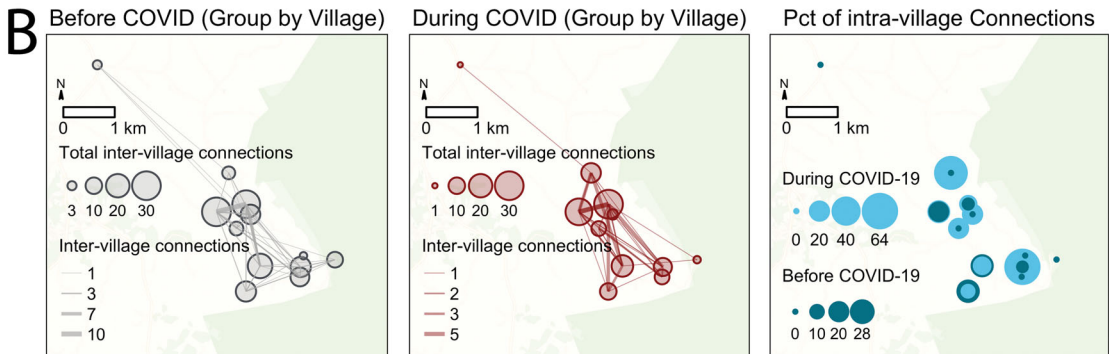 B
Before COVID (Group by Village)
N
0 1 km
Total inter-village connections
3 10 20 30
Inter-village connections
1
3
7
10
During COVID (Group by Village)
N
0 1 km
Total inter-village connections
1 10 20 30
Inter-village connections
1
2
3
5
Pct of intra-village Connections
N
0 1 km
During COVID-19
0 20 40 64
Before COVID-19
0 10 20 28